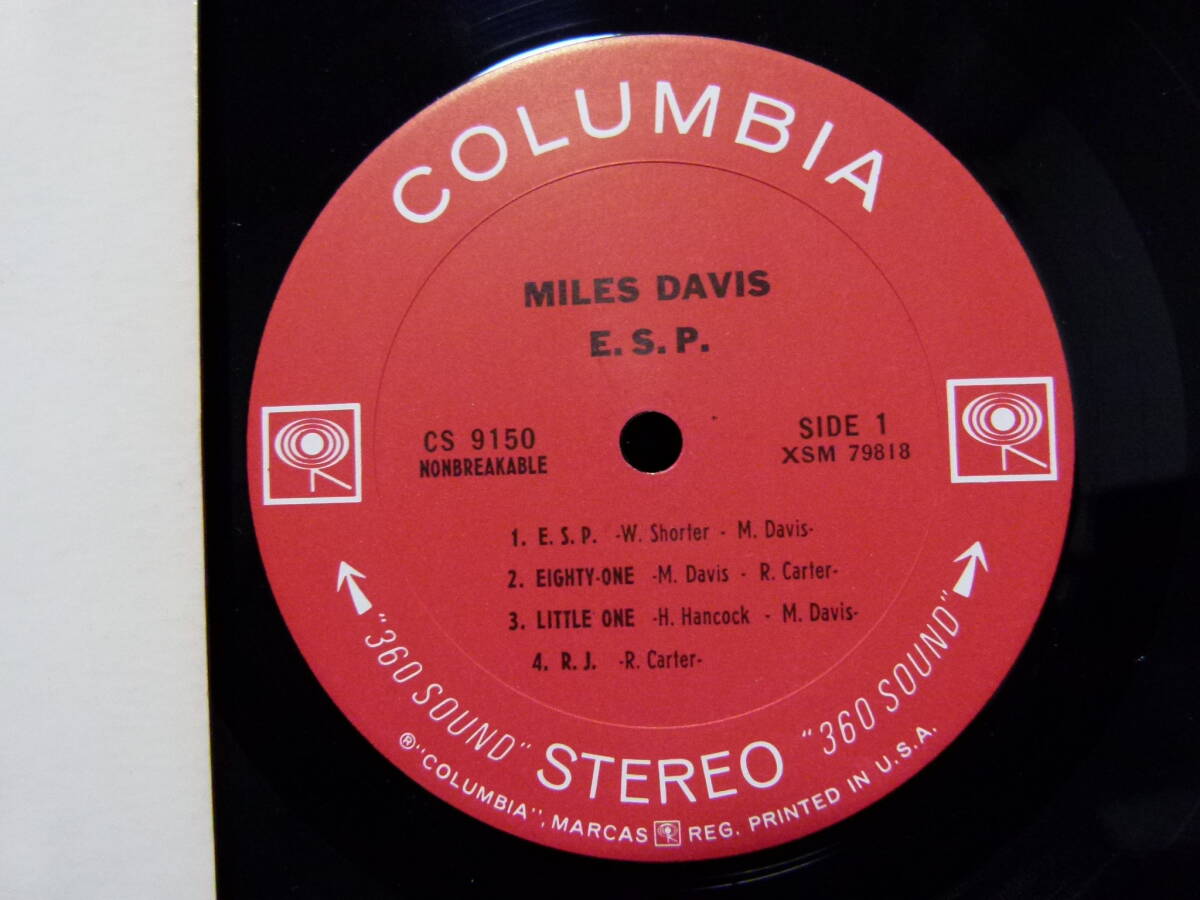 COLUMBIA
MILES DAVIS
E. S. P.
CS 9150
NONBREAKABLE
SIDE 1
XSM 79818
1. E. S. P. -W. Shorter - M. Davis-
2. EIGHTY-ONE -M. Davis - R. Carter-
3. LITTLE ONE -H. Hancock - M. Davis-
4. R. J. -R. Carter-
"360 SOUND" STEREO "360 SOUND"
® "COLUMBIA", MARCAS REG. PRINTED IN U.S.A.